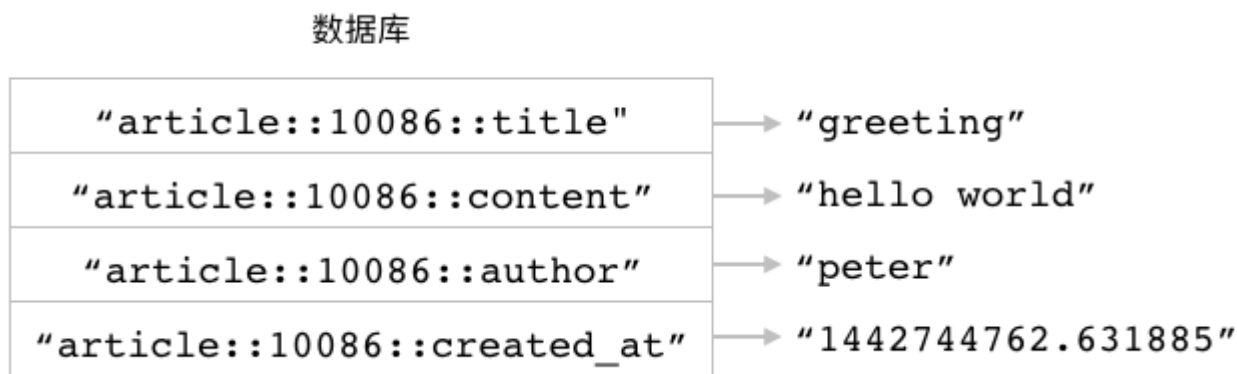 数据库
“article::10086::title" “greeting”
“article::10086::content” “hello world”
“article::10086::author” “peter”
“article::10086::created_at” “1442744762.631885”